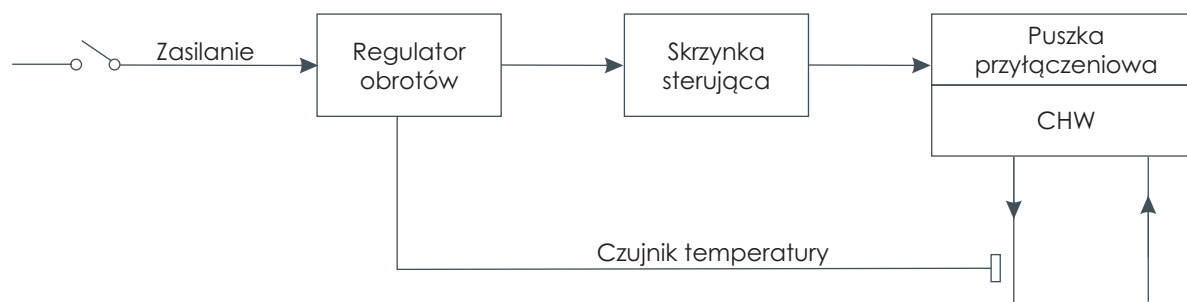 Zasilanie
Regulator
obrotów
Skrzynka
sterująca
Puszka
przyłączeniowa
CHW
Czujnik temperatury